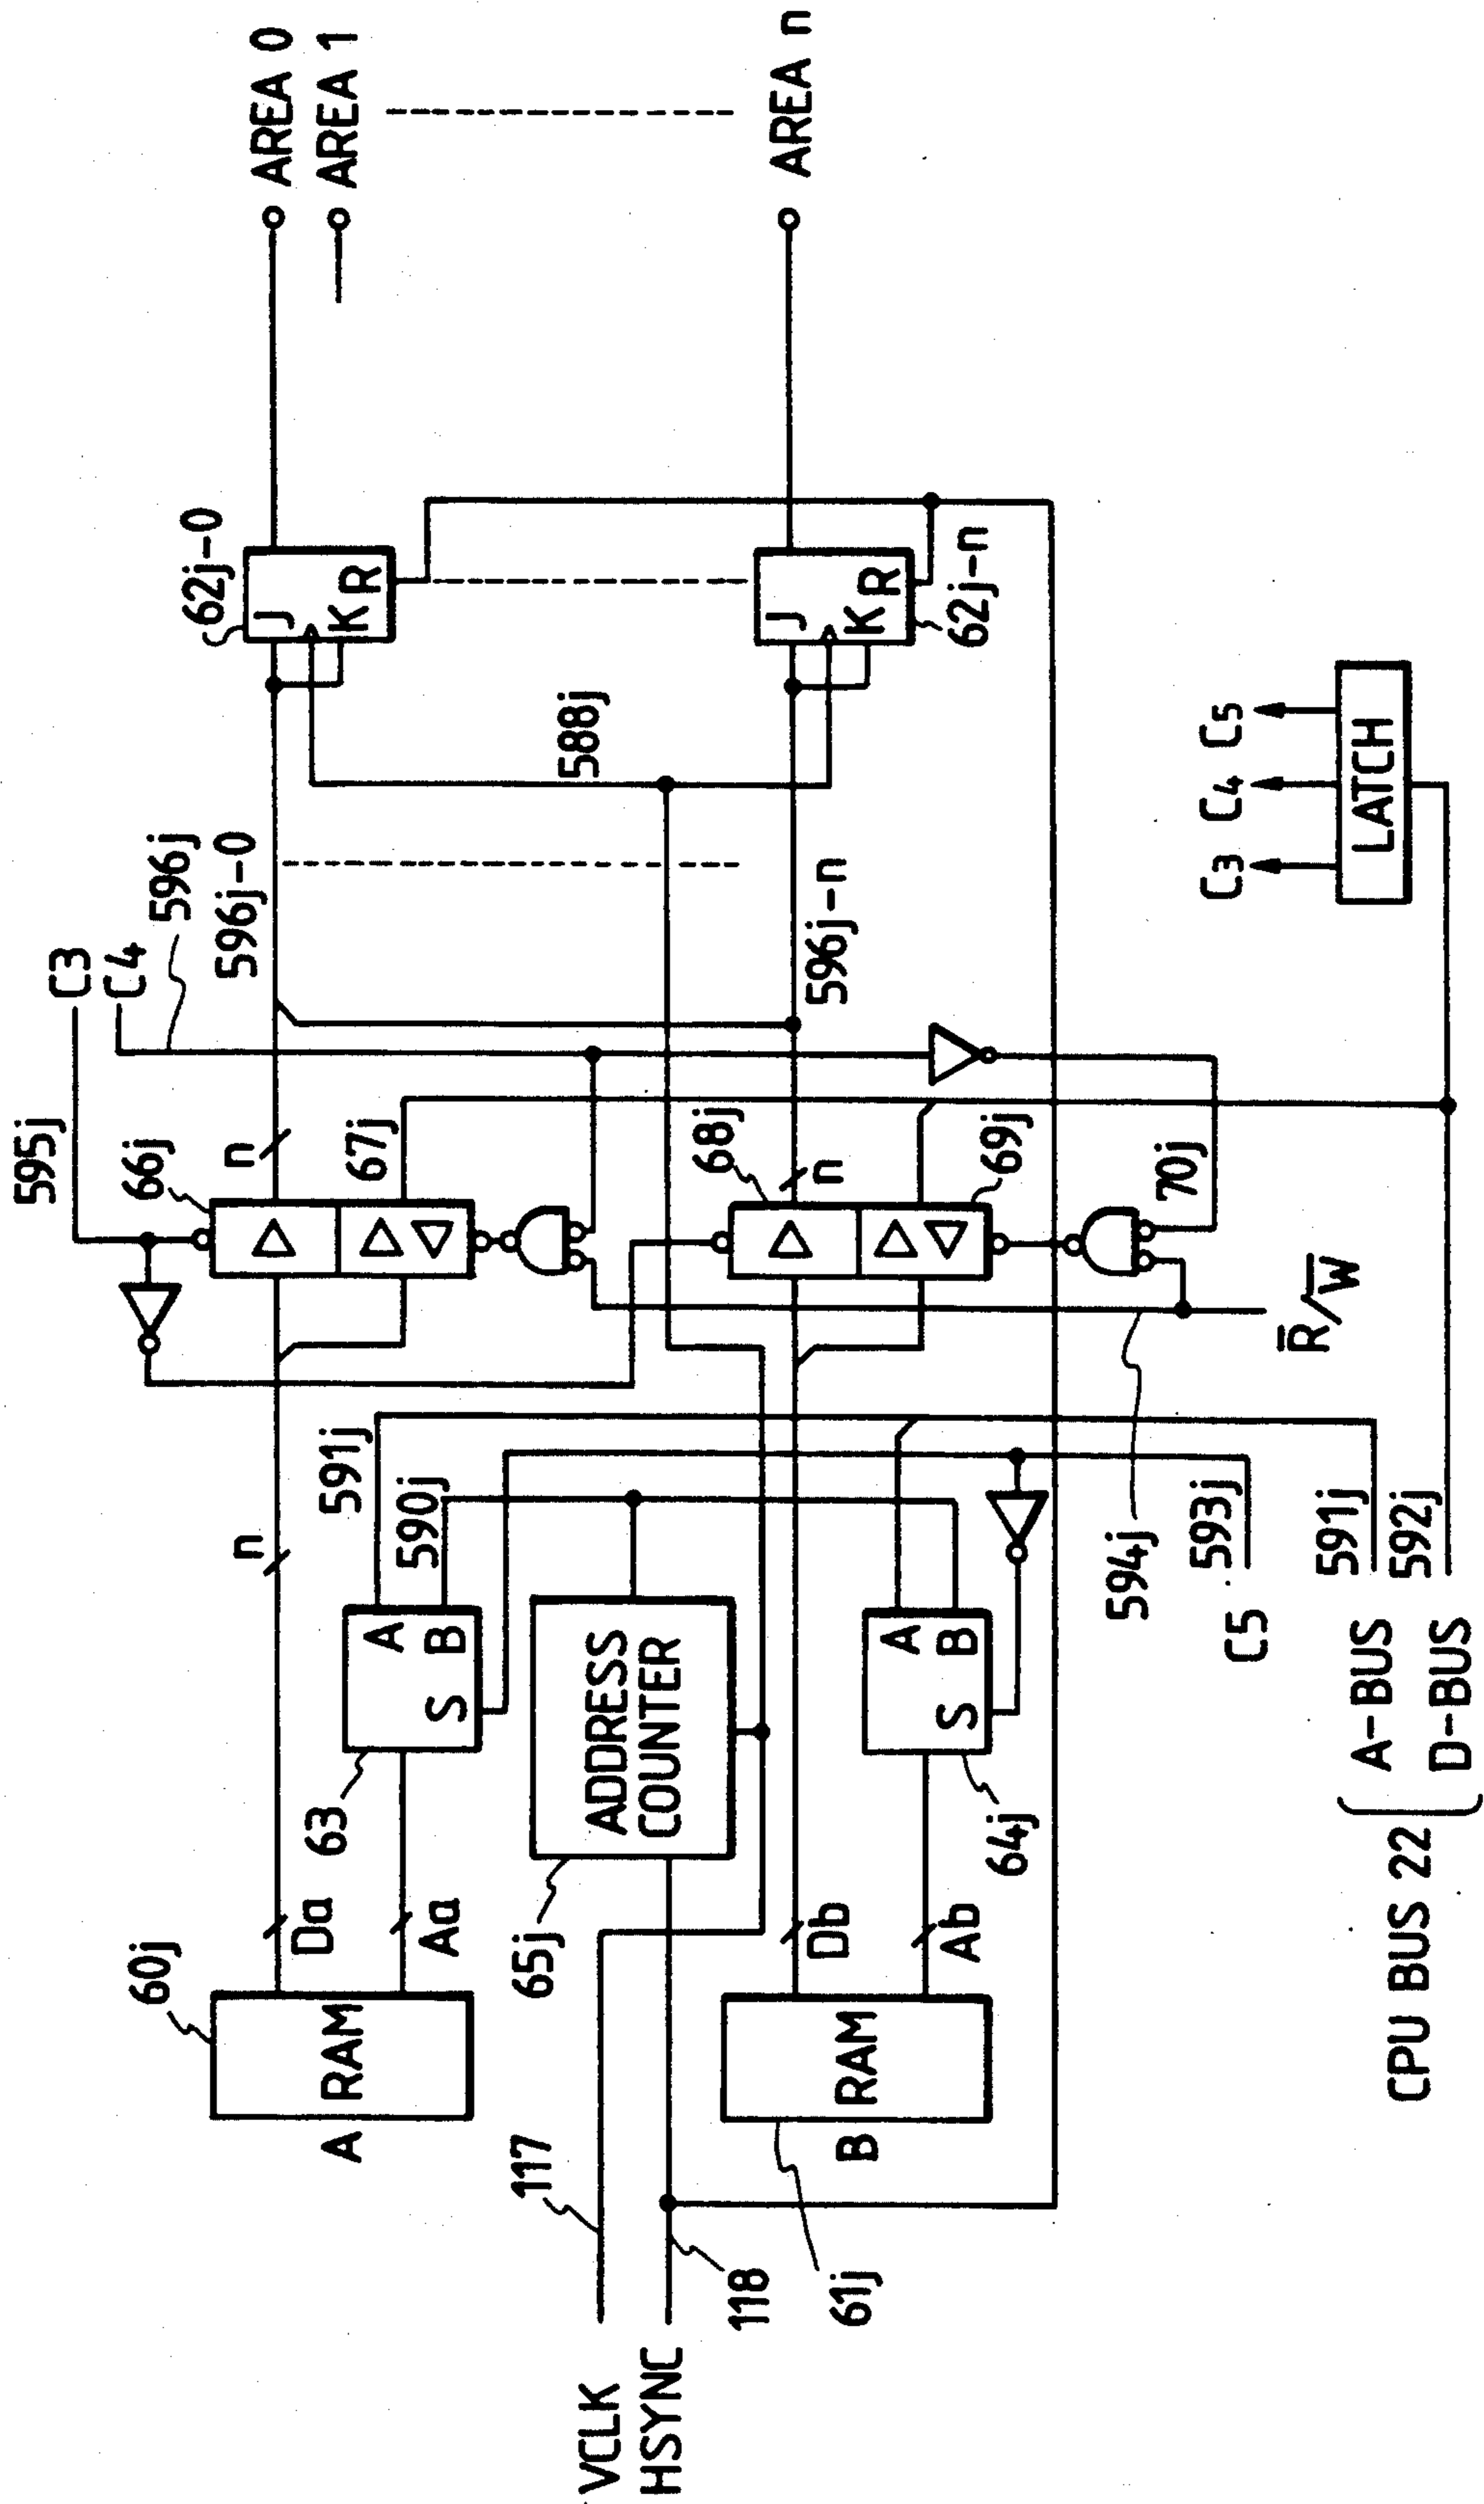 AREA 0
AREA 1
AREA n
62j-0
J
K
R
J
K
R
62j-n
588j
C3 C4 C5
LATCH
C3
C4
596j
596j-0
596j-n
595j
66j
n
67j
68j
n
69j
70j
R̅/W̅
n
591j
590j
594j
593j
C5
591j
592j
A-BUS
D-BUS
CPU BUS 22
A
B
S
63
ADDRESS
COUNTER
65j
A
B
S
64j
Da
Aa
Db
Ab
60j
RAM
A
RAM
B
61j
117
118
VCLK
HSYNC